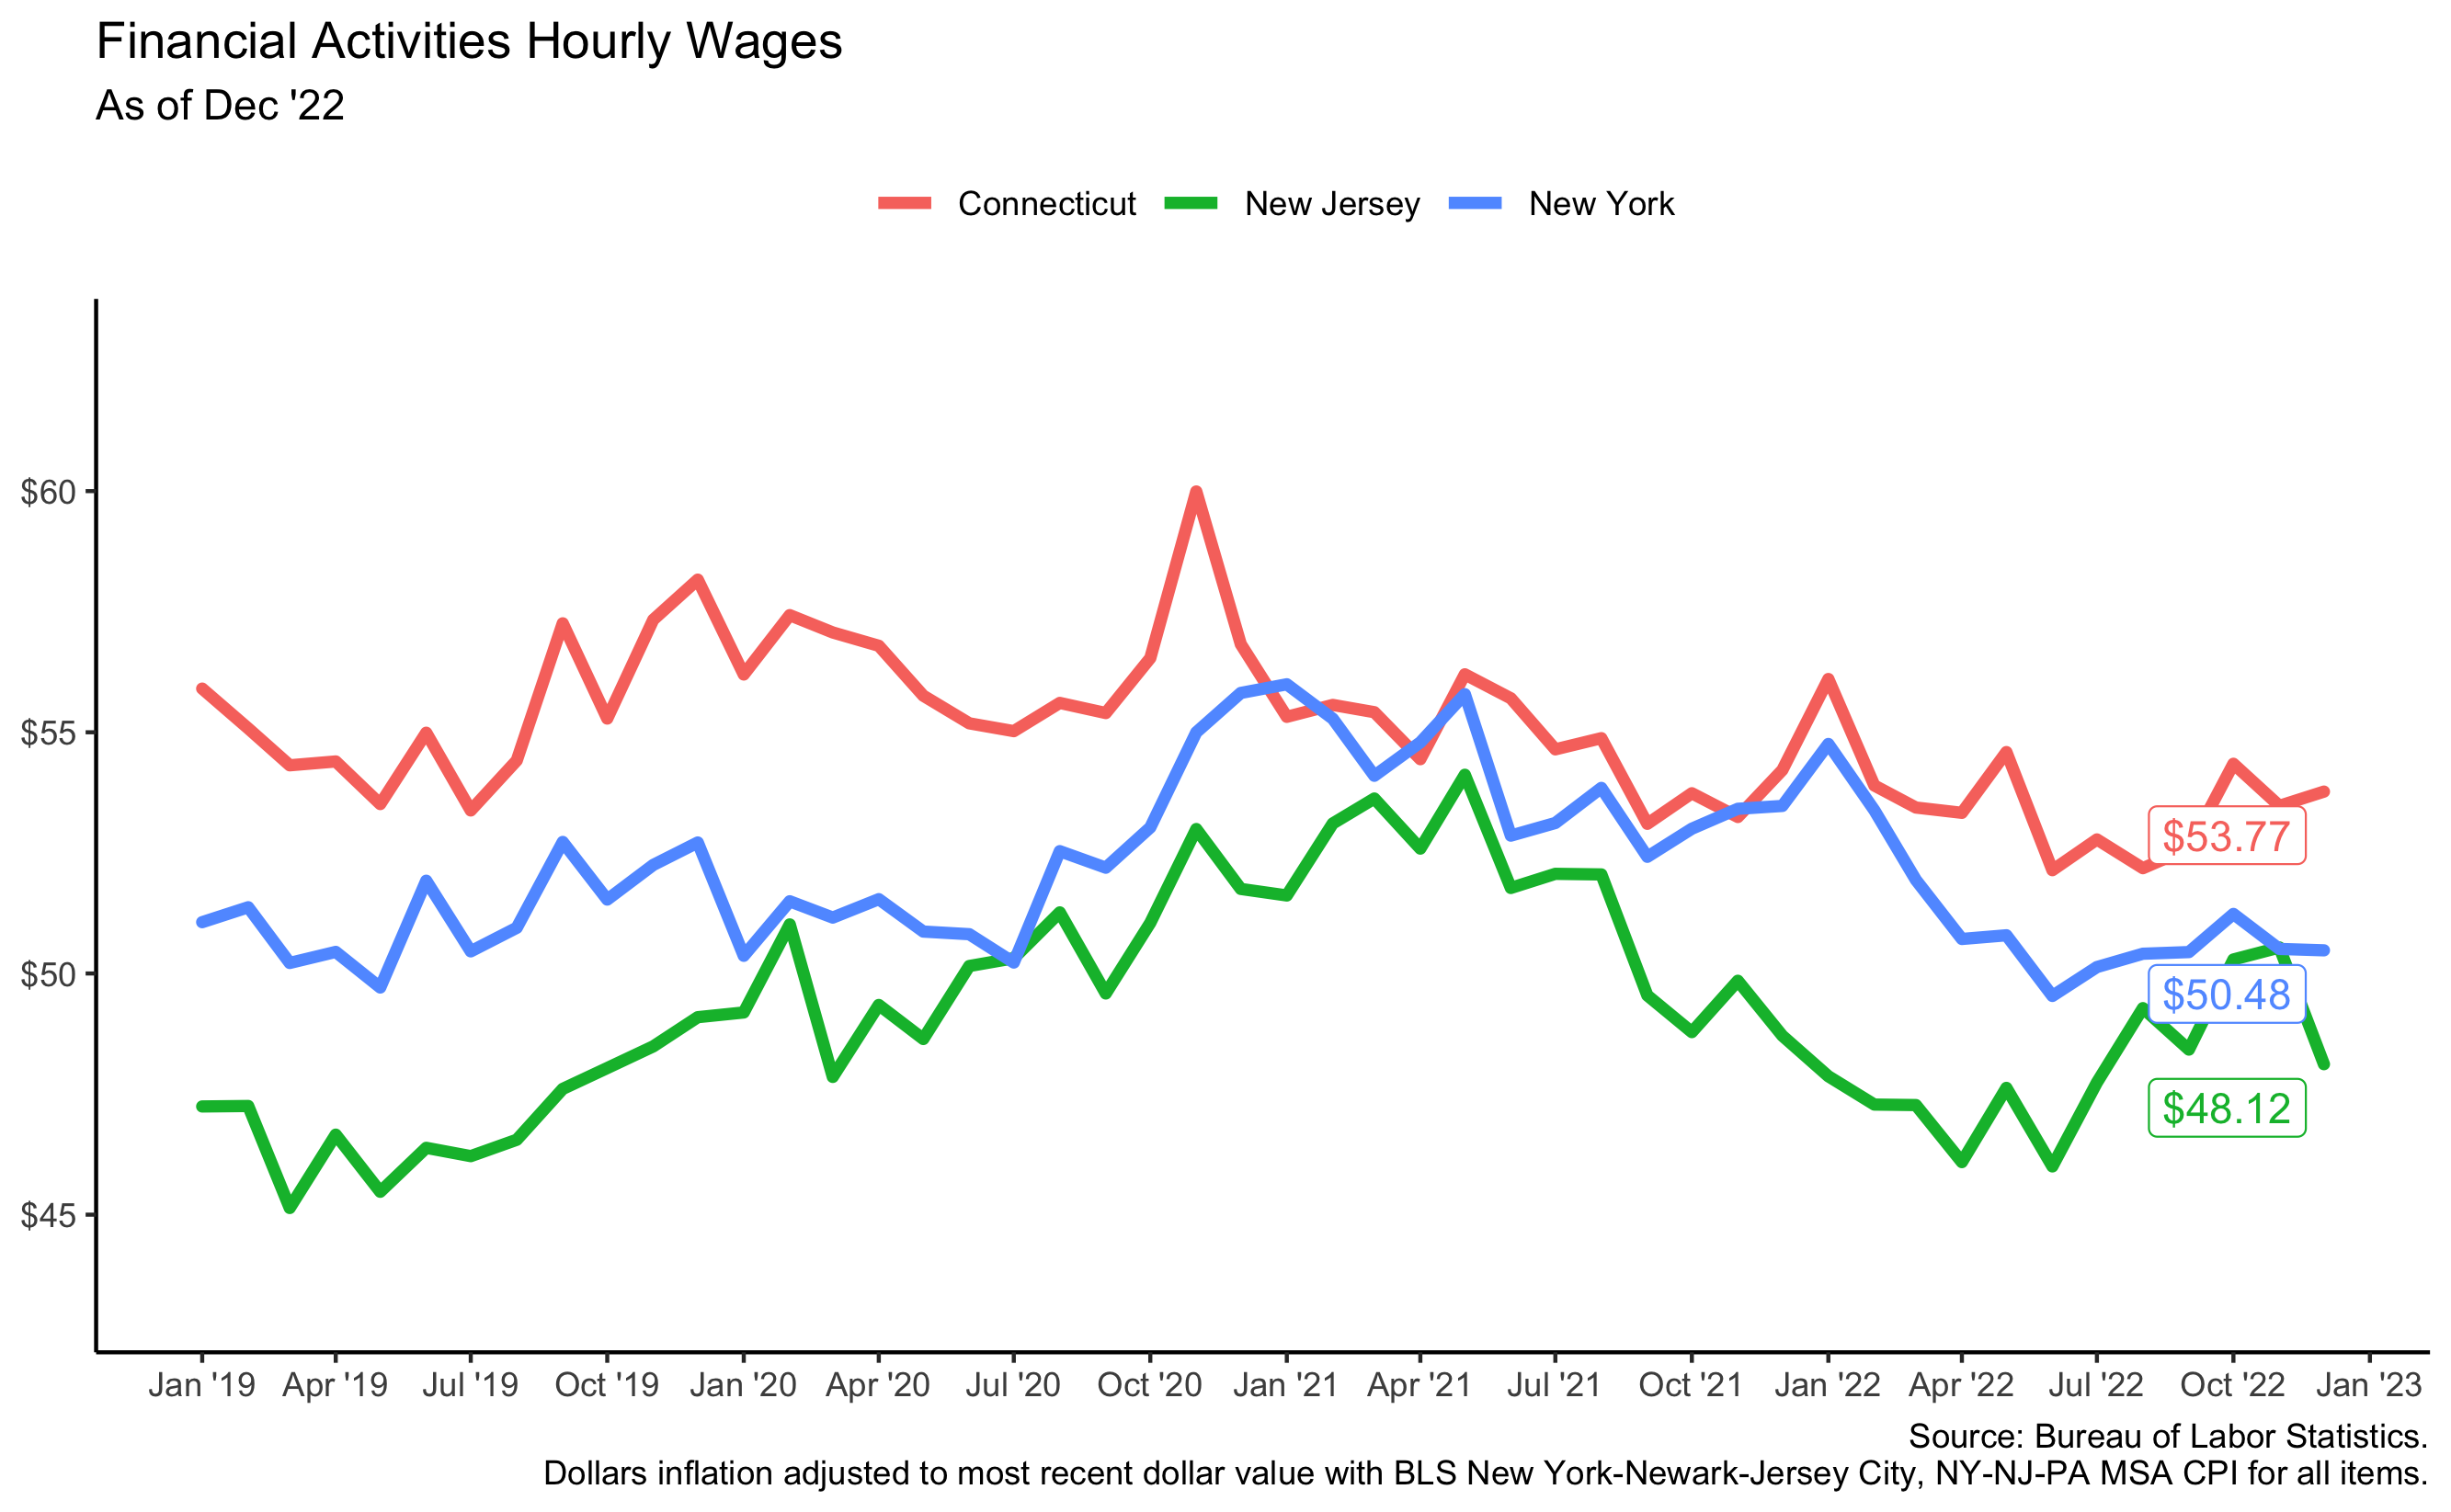 Financial Activities Hourly Wages
As of Dec '22
Connecticut New Jersey New York
$60
$55
$53.77
$50
$50.48
$48.12
$45
Jan '19 Apr '19 Jul '19 Oct '19 Jan '20 Apr '20 Jul '20 Oct '20 Jan '21 Apr '21 Jul '21 Oct '21 Jan '22 Apr '22 Jul '22 Oct '22 Jan '23
Source: Bureau of Labor Statistics.
Dollars inflation adjusted to most recent dollar value with BLS New York-Newark-Jersey City, NY-NJ-PA MSA CPI for all items.